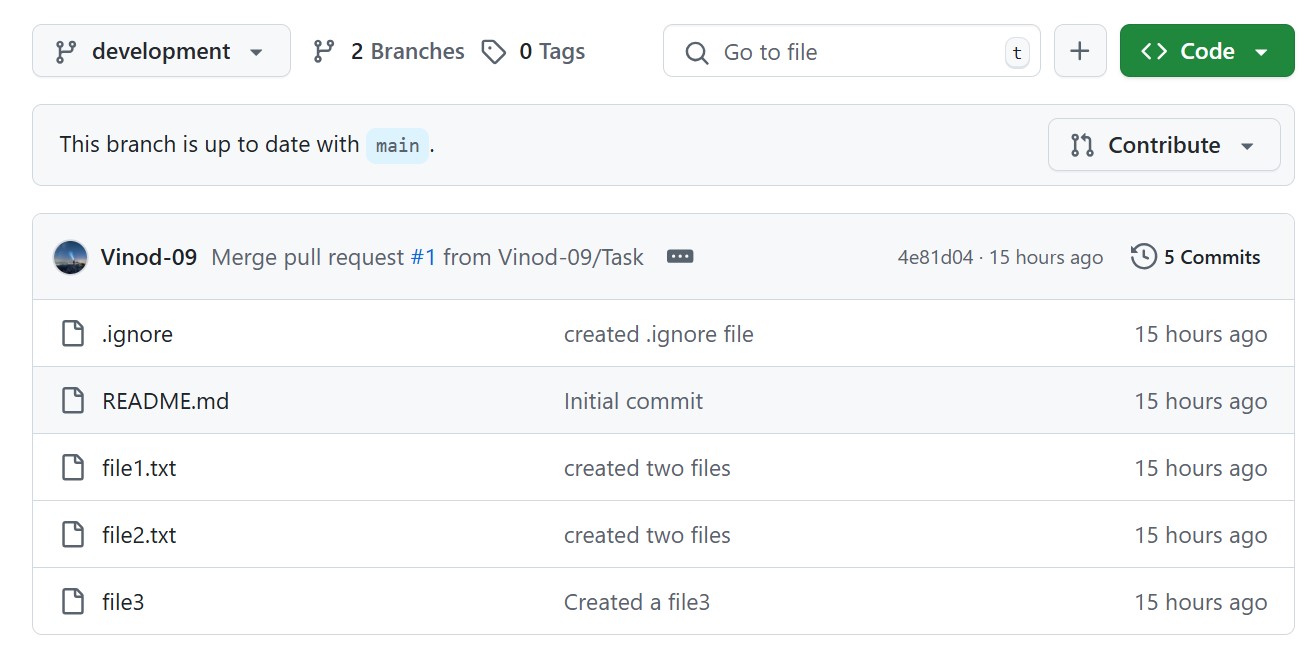 development 2 Branches 0 Tags Go to file t Code
This branch is up to date with main .
Contribute
Vinod-09 Merge pull request #1 from Vinod-09/Task 4e81d04 · 15 hours ago 5 Commits
.ignore created .ignore file 15 hours ago
README.md Initial commit 15 hours ago
file1.txt created two files 15 hours ago
file2.txt created two files 15 hours ago
file3 Created a file3 15 hours ago